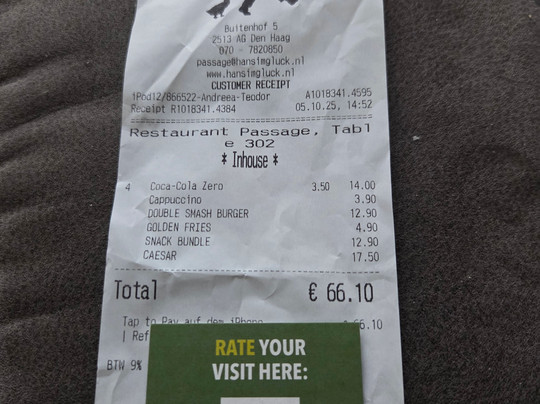 Buitenhof 5
2513 AG Den Haag
070 - 7820850
passage@hansimgluck.nl
www.hansimgluck.nl
CUSTOMER RECEIPT
iPod12/866522-Andreea-Teodor A1018341.4595
Receipt R1018341.4384 05.10.25, 14:52
Restaurant Passage, Tabl
e 302
* Inhouse *
4 Coca-Cola Zero 3.50 14.00
Cappuccino 3.90
DOUBLE SMASH BURGER 12.90
GOLDEN FRIES 4.90
SNACK BUNDLE 12.90
CAESAR 17.50
Total € 66.10
Tap to Pay auf dem iPhone 66.10
| Ref
BTW 9%
RATE YOUR
VISIT HERE: